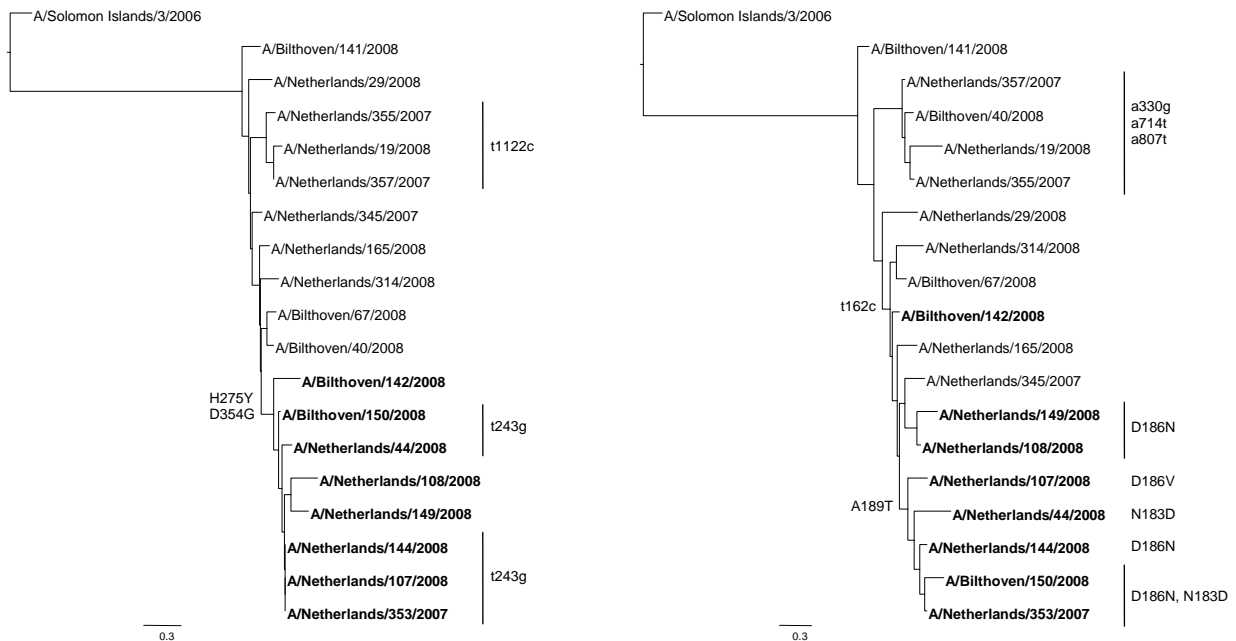 A/Solomon Islands/3/2006
A/Bilthoven/141/2008
A/Netherlands/29/2008
A/Netherlands/355/2007
A/Netherlands/19/2008
t1122c
A/Netherlands/357/2007
A/Netherlands/345/2007
A/Netherlands/165/2008
A/Netherlands/314/2008
A/Bilthoven/67/2008
A/Bilthoven/40/2008
A/Bilthoven/142/2008
H275Y
D354G
A/Bilthoven/150/2008
t243g
A/Netherlands/44/2008
A/Netherlands/108/2008
A/Netherlands/149/2008
A/Netherlands/144/2008
A/Netherlands/107/2008
t243g
A/Netherlands/353/2007
0.3
A/Solomon Islands/3/2006
A/Bilthoven/141/2008
A/Netherlands/357/2007
A/Bilthoven/40/2008
a330g
a714t
a807t
A/Netherlands/19/2008
A/Netherlands/355/2007
A/Netherlands/29/2008
A/Netherlands/314/2008
A/Bilthoven/67/2008
t162c
A/Bilthoven/142/2008
A/Netherlands/165/2008
A/Netherlands/345/2007
A/Netherlands/149/2008
D186N
A/Netherlands/108/2008
A/Netherlands/107/2008
D186V
A189T
A/Netherlands/44/2008
N183D
A/Netherlands/144/2008
D186N
A/Bilthoven/150/2008
D186N, N183D
A/Netherlands/353/2007
0.3